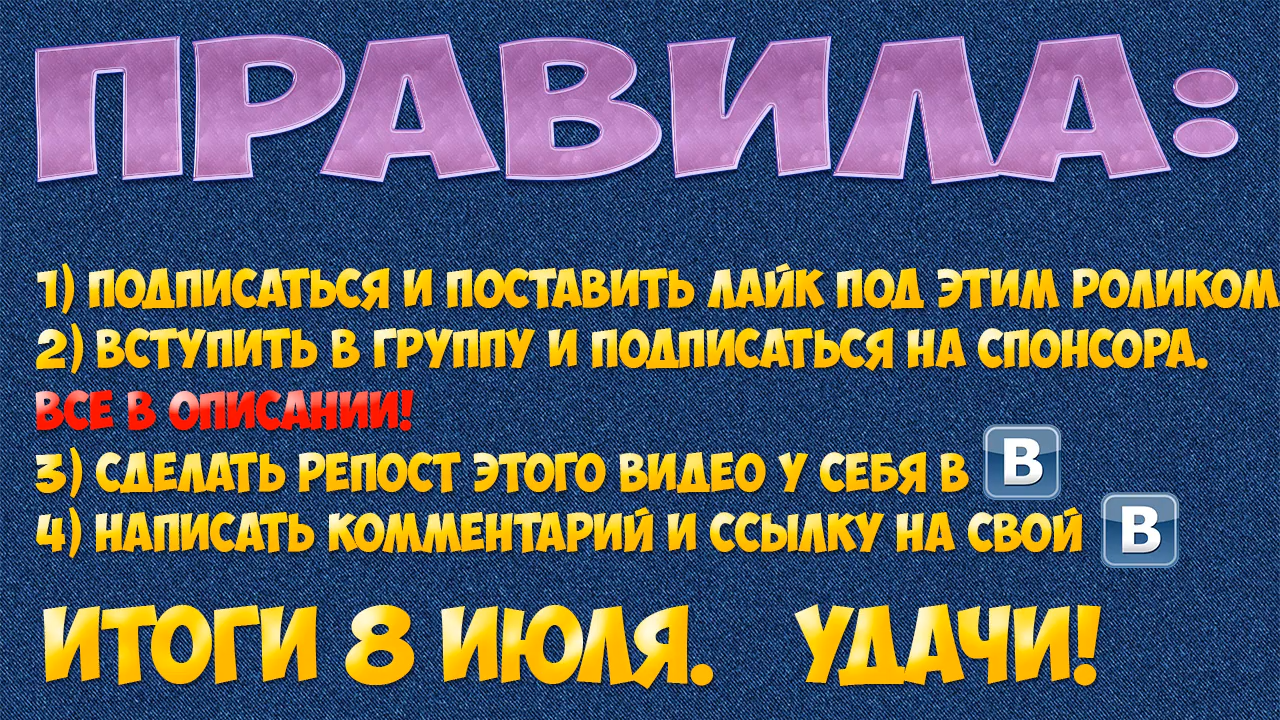 ПРАВИЛА:
1) ПОДПИСАТЬСЯ И ПОСТАВИТЬ ЛАЙК ПОД ЭТИМ РОЛИКОМ
2) ВСТУПИТЬ В ГРУППУ И ПОДПИСАТЬСЯ НА СПОНСОРА.
ВСЕ В ОПИСАНИИ!
3) СДЕЛАТЬ РЕПОСТ ЭТОГО ВИДЕО У СЕБЯ В В
4) НАПИСАТЬ КОММЕНТАРИЙ И ССЫЛКУ НА СВОЙ В
ИТОГИ 8 ИЮЛЯ. УДАЧИ!